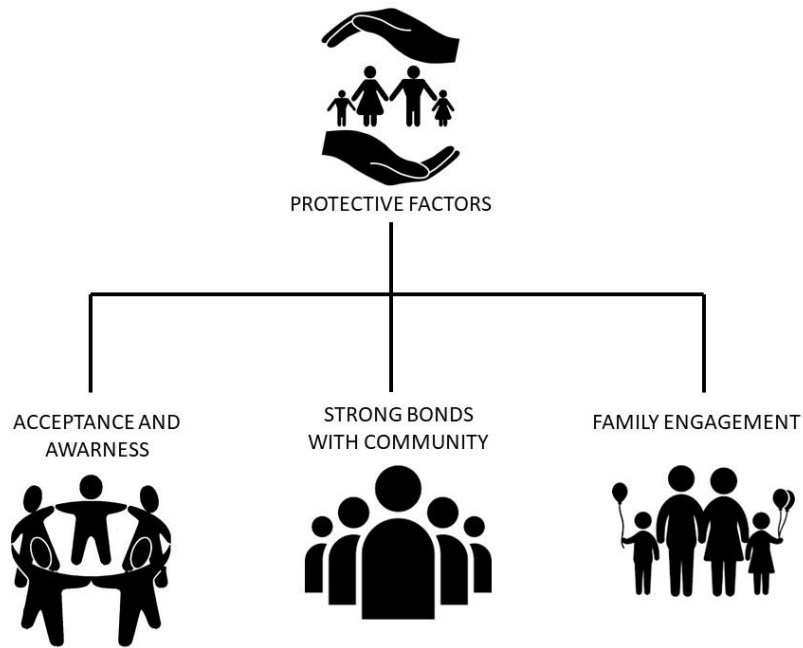 PROTECTIVE FACTORS
ACCEPTANCE AND
AWARNESS
STRONG BONDS
WITH COMMUNITY
FAMILY ENGAGEMENT